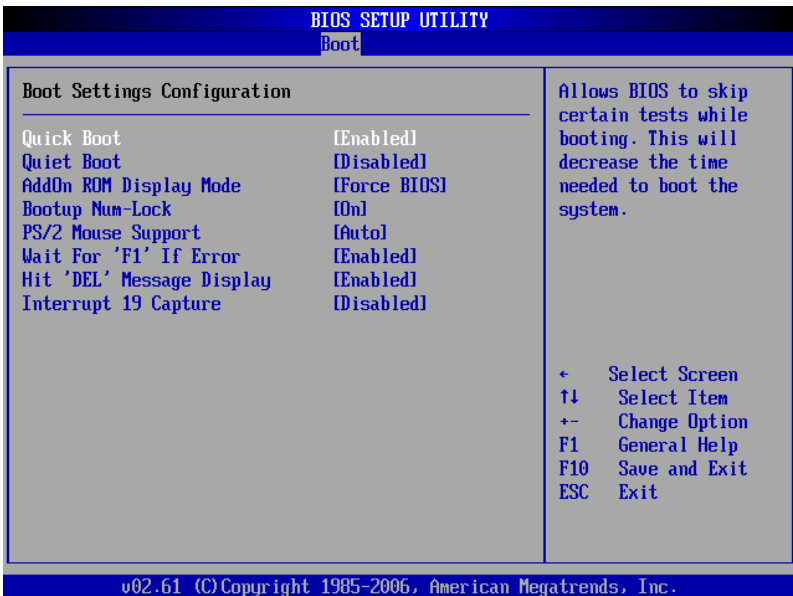 BIOS SETUP UTILITY
Boot
Boot Settings Configuration
Quick Boot [Enabled]
Quiet Boot [Disabled]
AddOn ROM Display Mode [Force BIOS]
Bootup Num-Lock [On]
PS/2 Mouse Support [Auto]
Wait For 'F1' If Error [Enabled]
Hit 'DEL' Message Display [Enabled]
Interrupt 19 Capture [Disabled]
Allows BIOS to skip
certain tests while
booting. This will
decrease the time
needed to boot the
system.
← Select Screen
↑↓ Select Item
+- Change Option
F1 General Help
F10 Save and Exit
ESC Exit
v02.61 (C)Copyright 1985-2006, American Megatrends, Inc.